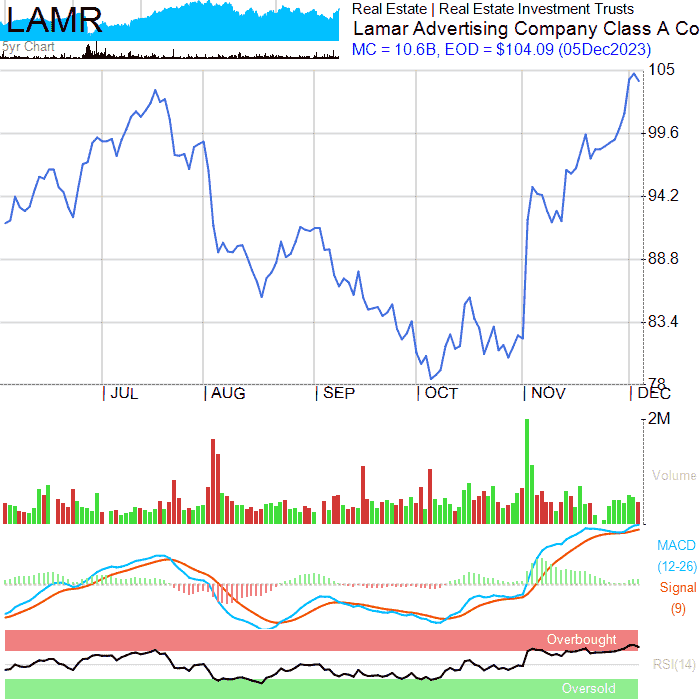 LAMR
5yr Chart
Real Estate | Real Estate Investment Trusts
Lamar Advertising Company Class A Co
MC = 10.6B, EOD = $104.09 (05Dec2023)
105
99.6
94.2
88.8
83.4
78
| JUL | AUG | SEP | OCT | NOV | DEC
2M
Volume
MACD
(12-26)
Signal
(9)
Overbought
RSI(14)
Oversold